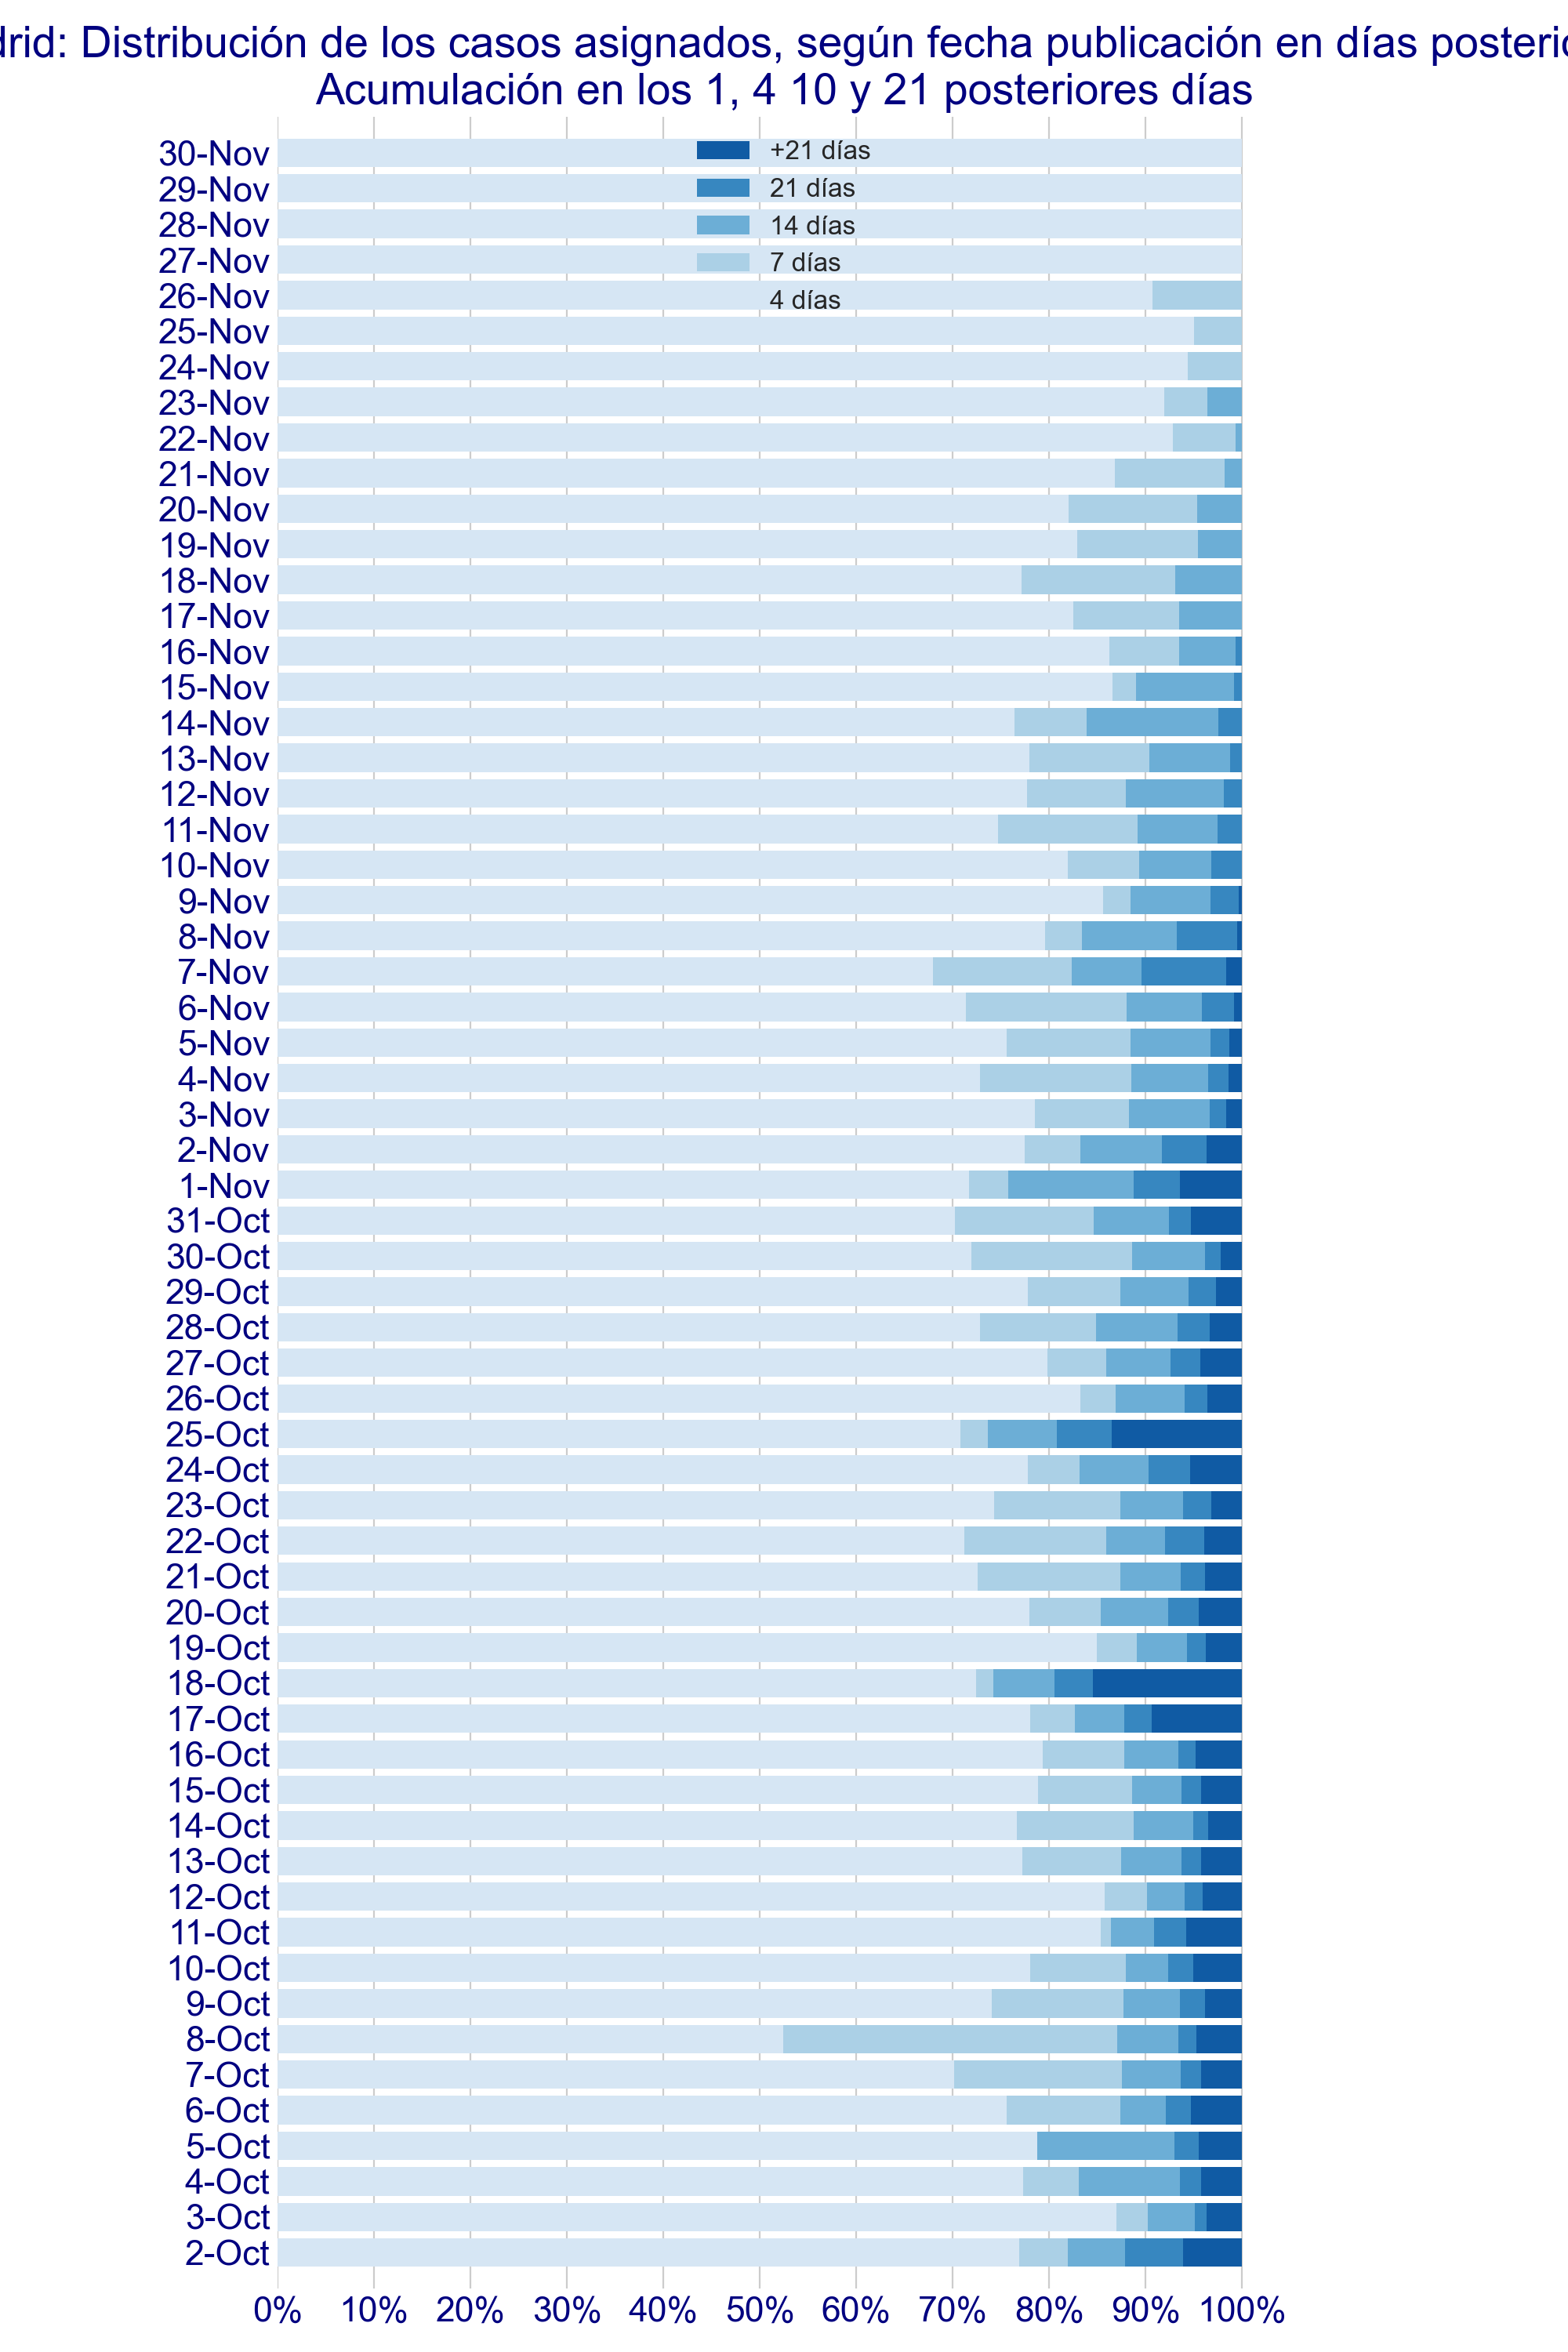 drid: Distribución de los casos asignados, según fecha publicación en días posterio
Acumulación en los 1, 4 10 y 21 posteriores días
30-Nov
29-Nov
28-Nov
27-Nov
26-Nov
25-Nov
24-Nov
23-Nov
22-Nov
21-Nov
20-Nov
19-Nov
18-Nov
17-Nov
16-Nov
15-Nov
14-Nov
13-Nov
12-Nov
11-Nov
10-Nov
9-Nov
8-Nov
7-Nov
6-Nov
5-Nov
4-Nov
3-Nov
2-Nov
1-Nov
31-Oct
30-Oct
29-Oct
28-Oct
27-Oct
26-Oct
25-Oct
24-Oct
23-Oct
22-Oct
21-Oct
20-Oct
19-Oct
18-Oct
17-Oct
16-Oct
15-Oct
14-Oct
13-Oct
12-Oct
11-Oct
10-Oct
9-Oct
8-Oct
7-Oct
6-Oct
5-Oct
4-Oct
3-Oct
2-Oct
+21 días
21 días
14 días
7 días
4 días
0% 10% 20% 30% 40% 50% 60% 70% 80% 90% 100%